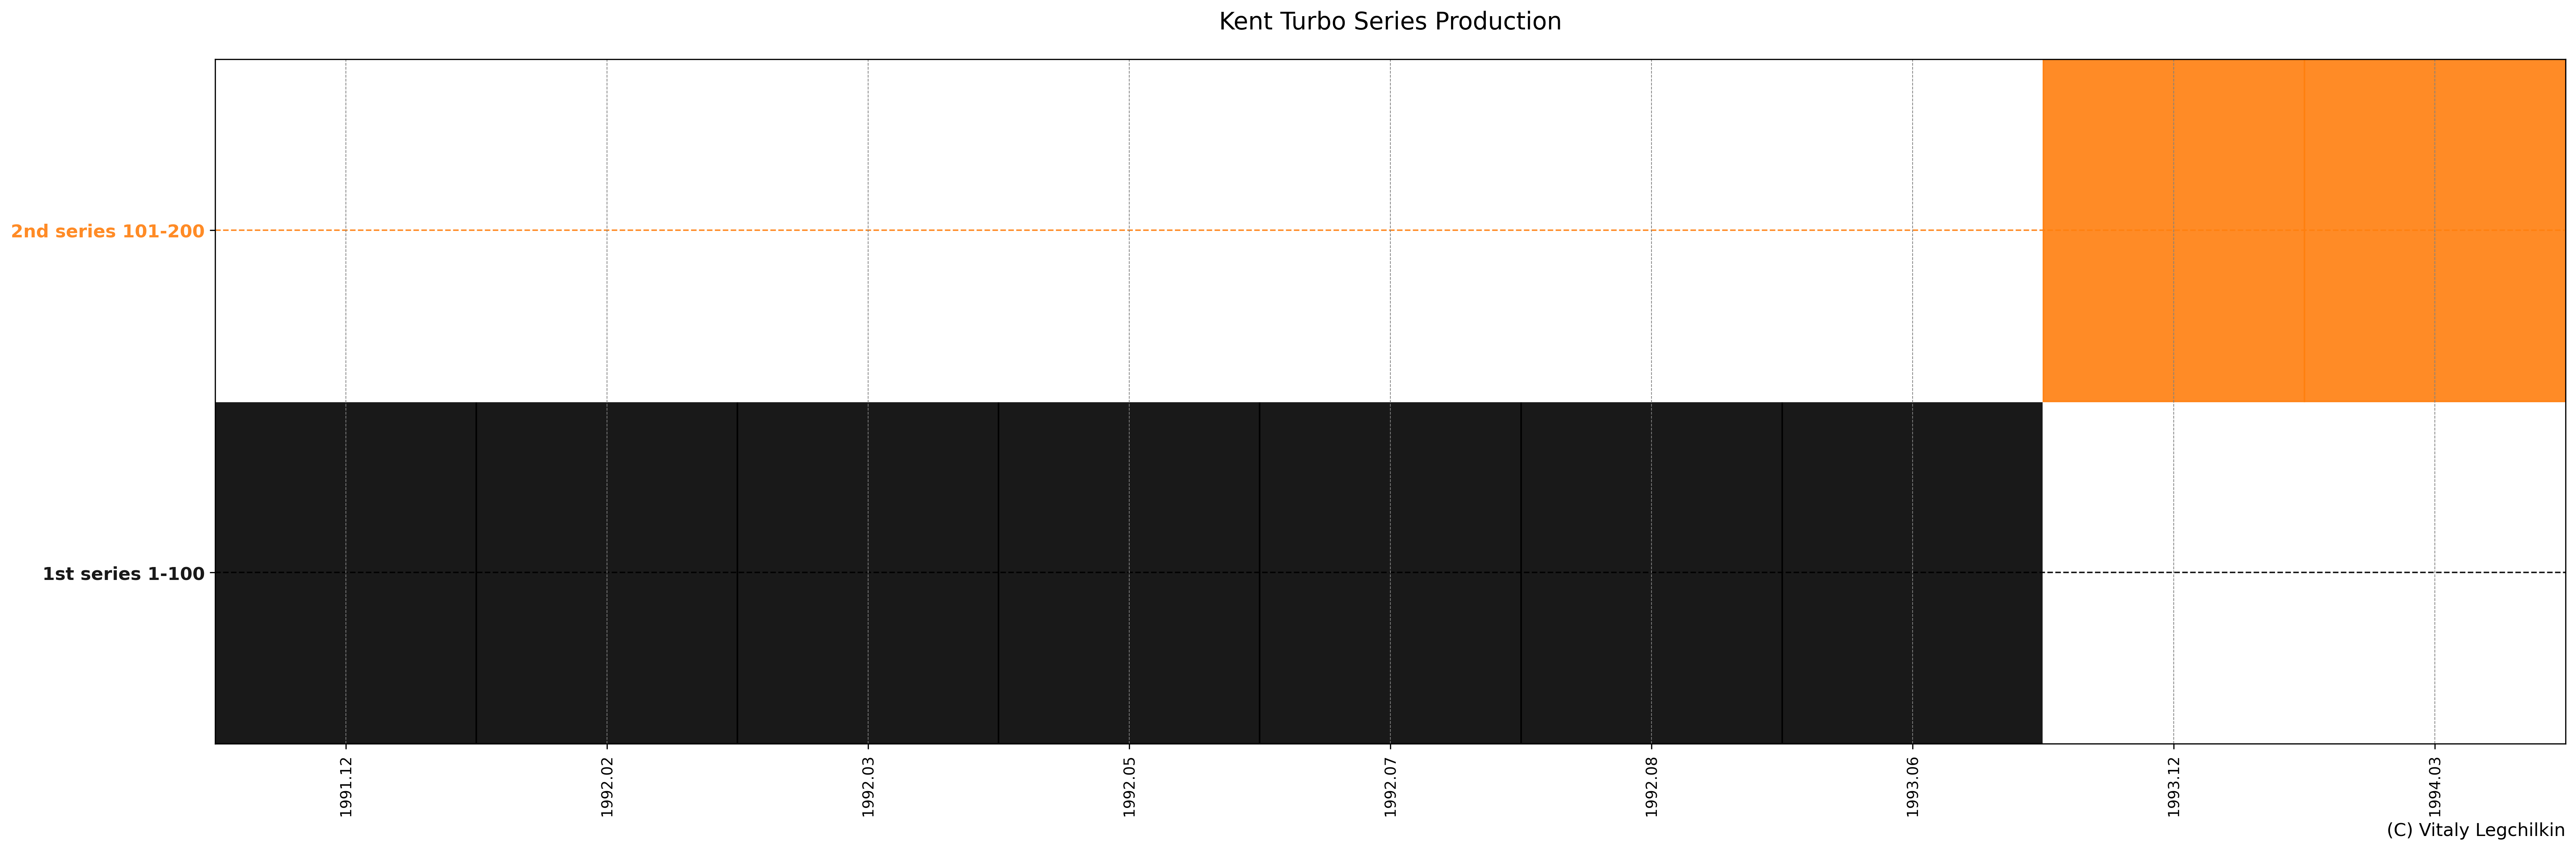 Kent Turbo Series Production
2nd series 101-200
1st series 1-100
1991.12
1992.02
1992.03
1992.05
1992.07
1992.08
1993.06
1993.12
1994.03
(C) Vitaly Legchilkin